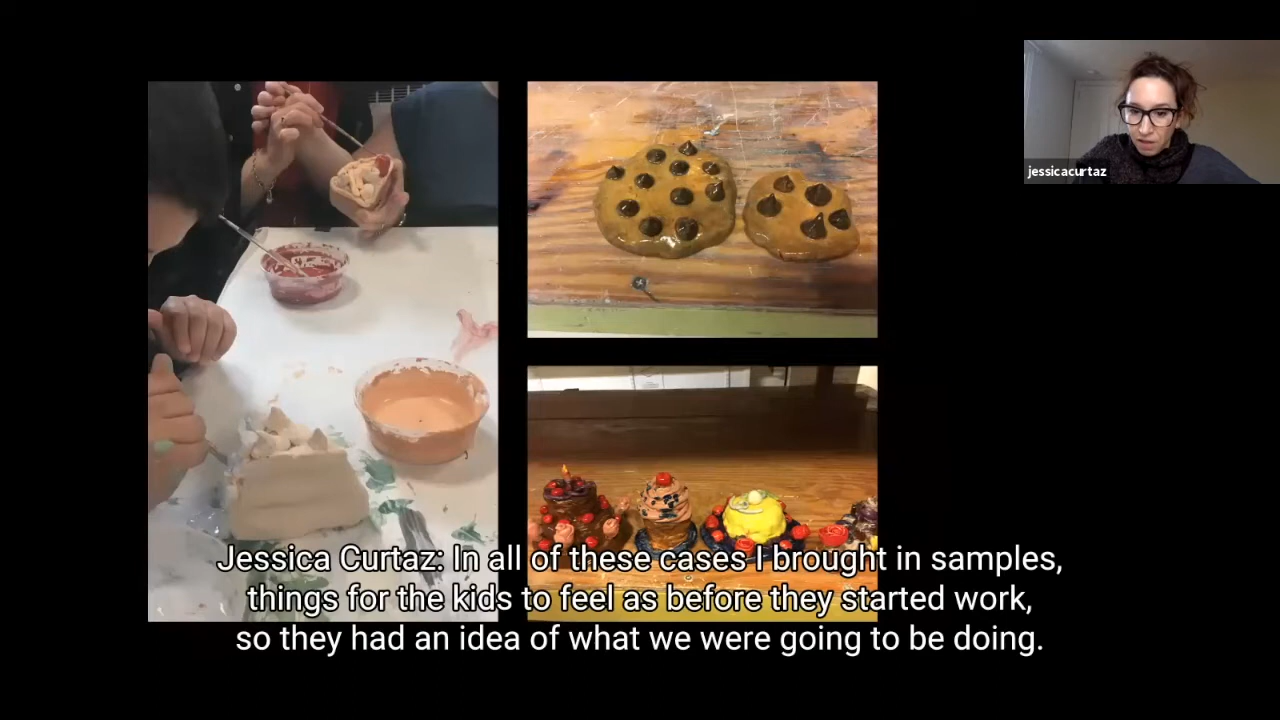 jessicacurtaz
Jessica Curtaz: In all of these cases I brought in samples,
things for the kids to feel as before they started work,
so they had an idea of what we were going to be doing.